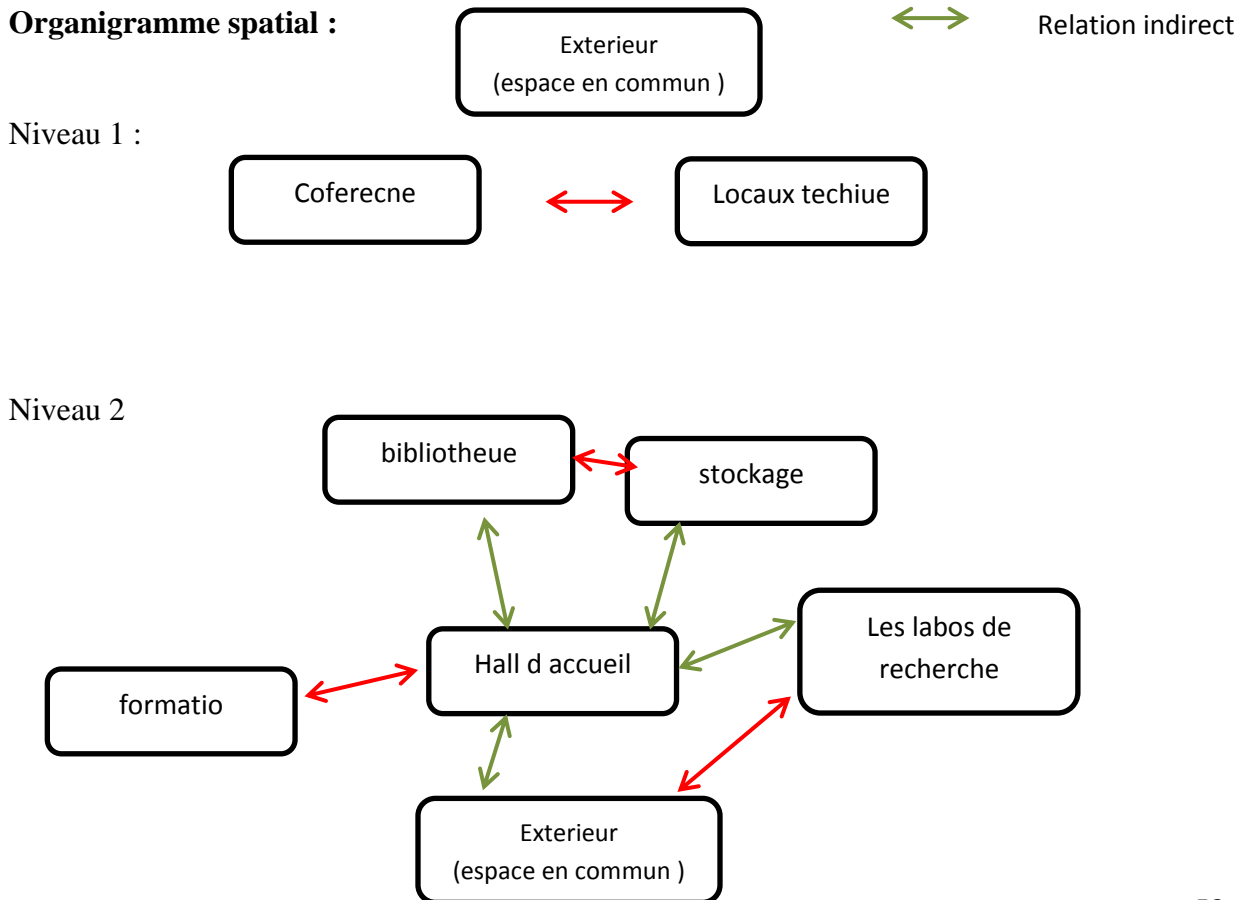 Organigramme spatial :
Relation indirect
Exterieur
(espace en commun )
Niveau 1 :
Coferecne
Locaux techiue
Niveau 2
bibliotheue
stockage
Les labos de
recherche
Hall d accueil
formatio
Exterieur
(espace en commun )